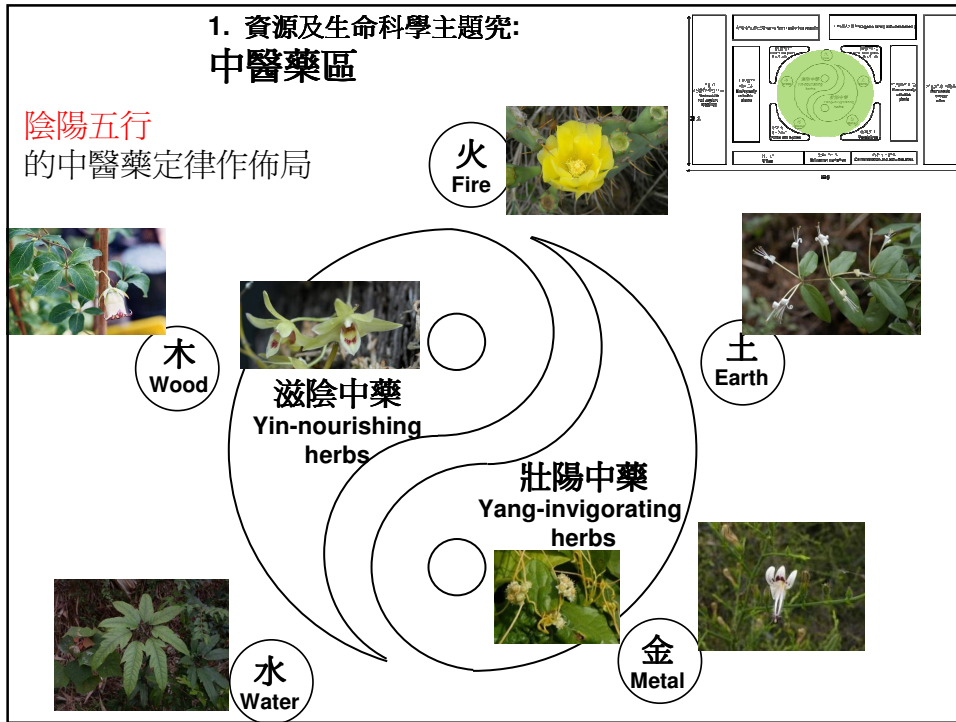 1. 資源及生命科學主題究:
中醫藥區
陰陽五行
的中醫藥定律作佈局
火
Fire
木
Wood
土
Earth
滋陰中藥
Yin-nourishing
herbs
壯陽中藥
Yang-invigorating
herbs
水
Water
金
Metal